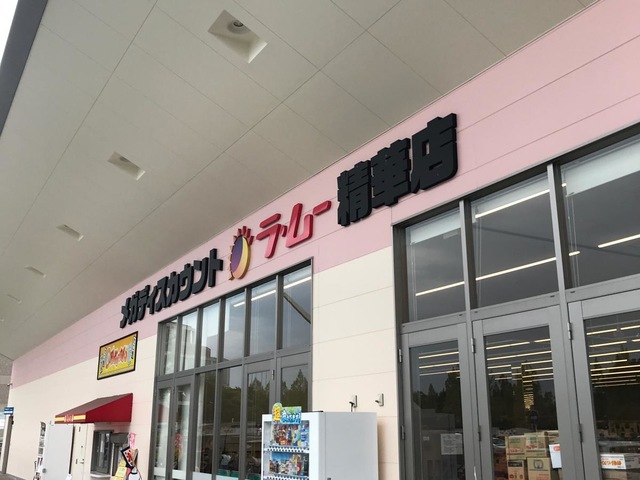 メガディスカウント ラ・ムー 精華店